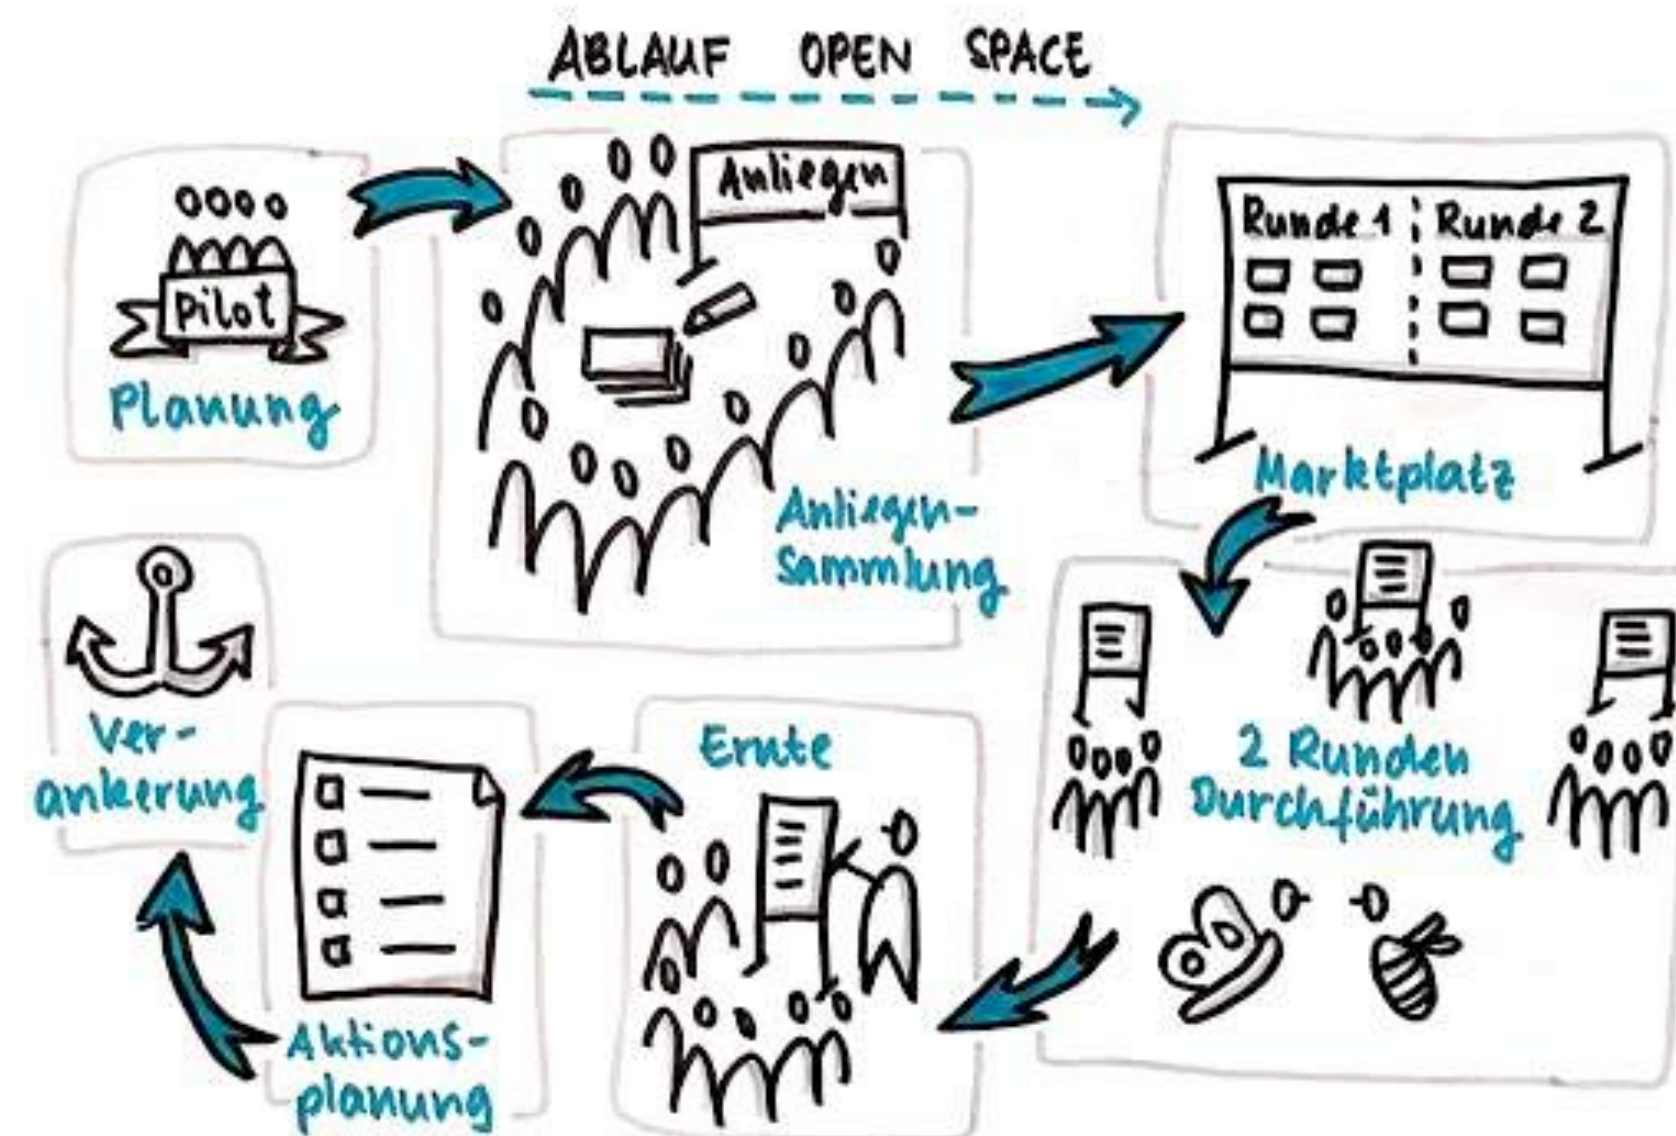 ABLAUF OPEN SPACE
Pilot
Planung
Anliegen
Anliegen-
Sammlung
Runde 1
Runde 2
Marktplatz
2 Runden
Durchführung
Ernte
Aktions-
planung
Ver-
ankerung